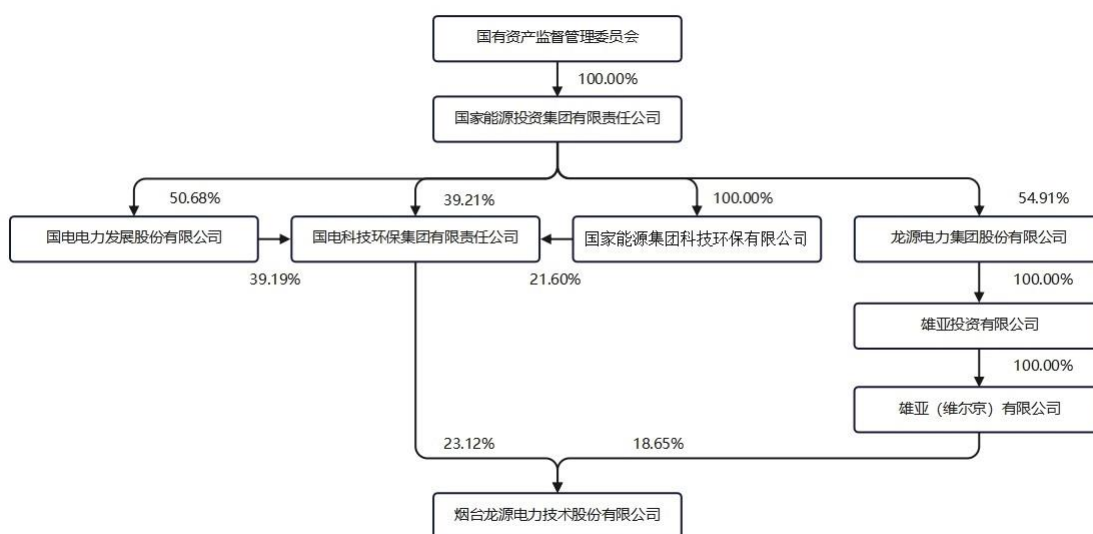 国有资产监督管理委员会
100.00%
国家能源投资集团有限责任公司
50.68%
39.21%
100.00%
54.91%
国电电力发展股份有限公司
国电科技环保集团有限责任公司
国家能源集团科技环保有限公司
龙源电力集团股份有限公司
39.19%
21.60%
100.00%
雄亚投资有限公司
100.00%
雄亚（维尔京）有限公司
23.12%
18.65%
烟台龙源电力技术股份有限公司